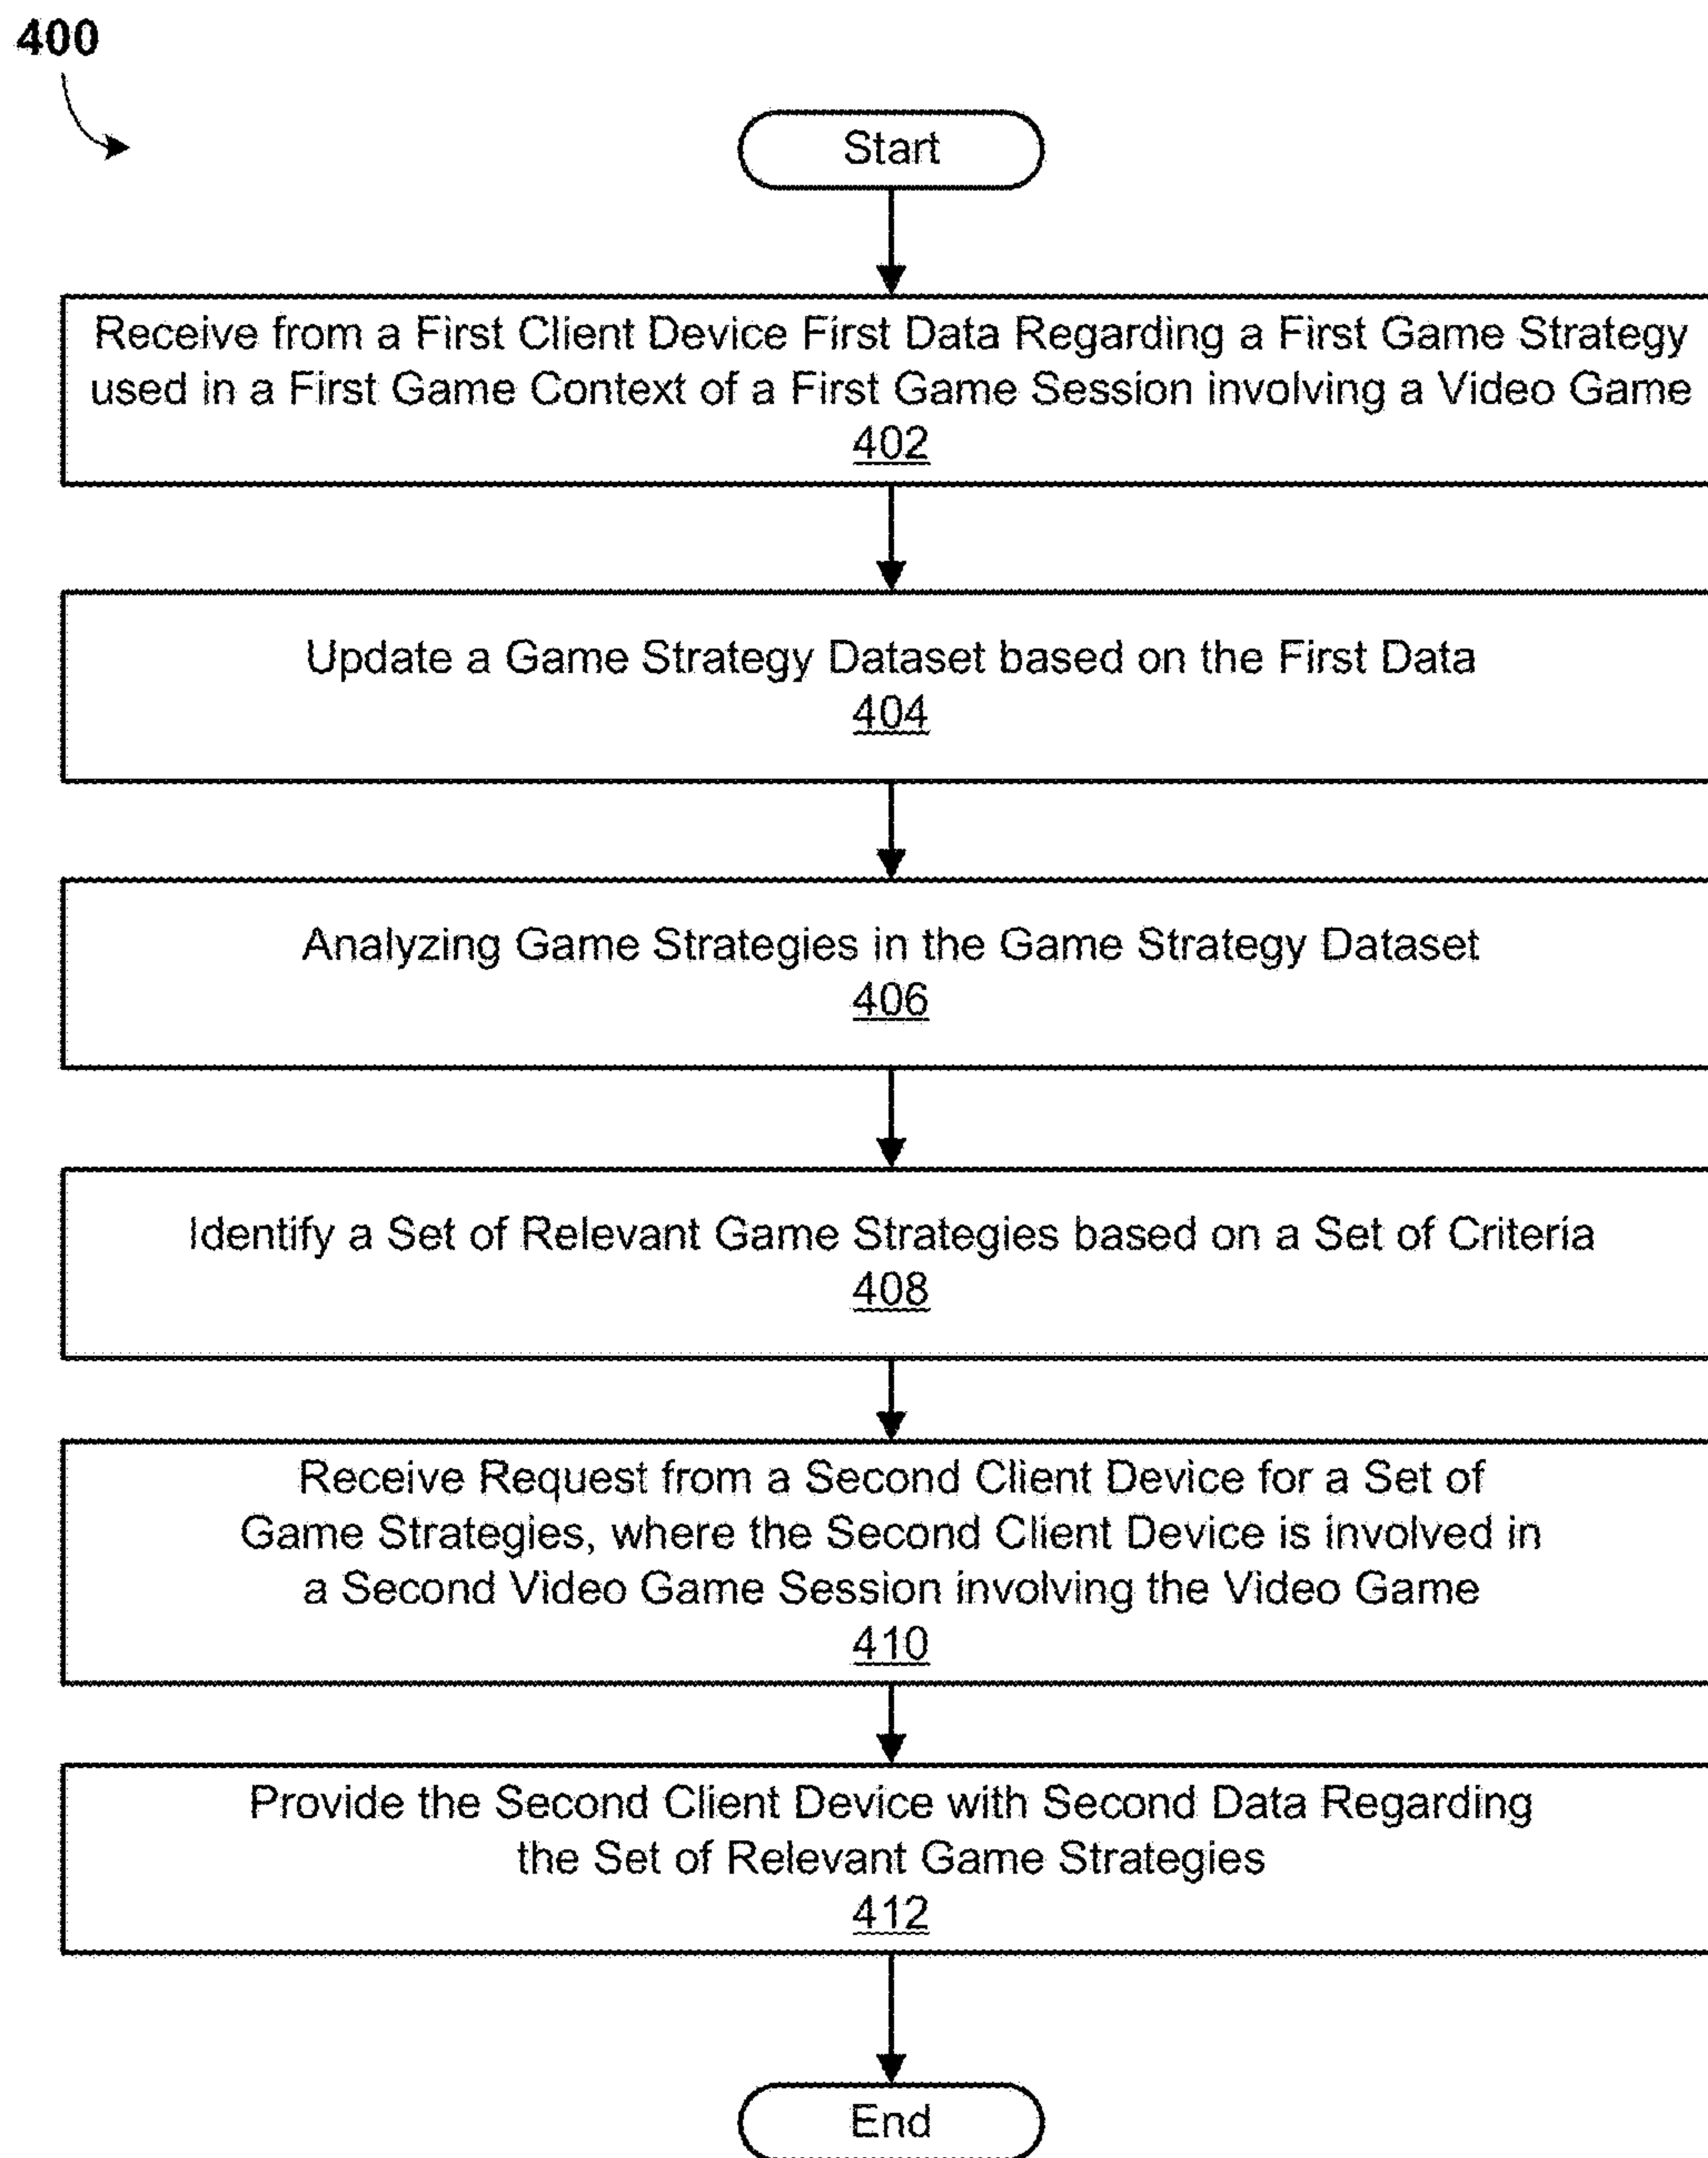 400
Start
Receive from a First Client Device First Data Regarding a First Game Strategy
used in a First Game Context of a First Game Session involving a Video Game
402
Update a Game Strategy Dataset based on the First Data
404
Analyzing Game Strategies in the Game Strategy Dataset
406
Identify a Set of Relevant Game Strategies based on a Set of Criteria
408
Receive Request from a Second Client Device for a Set of
Game Strategies, where the Second Client Device is involved in
a Second Video Game Session involving the Video Game
410
Provide the Second Client Device with Second Data Regarding
the Set of Relevant Game Strategies
412
End